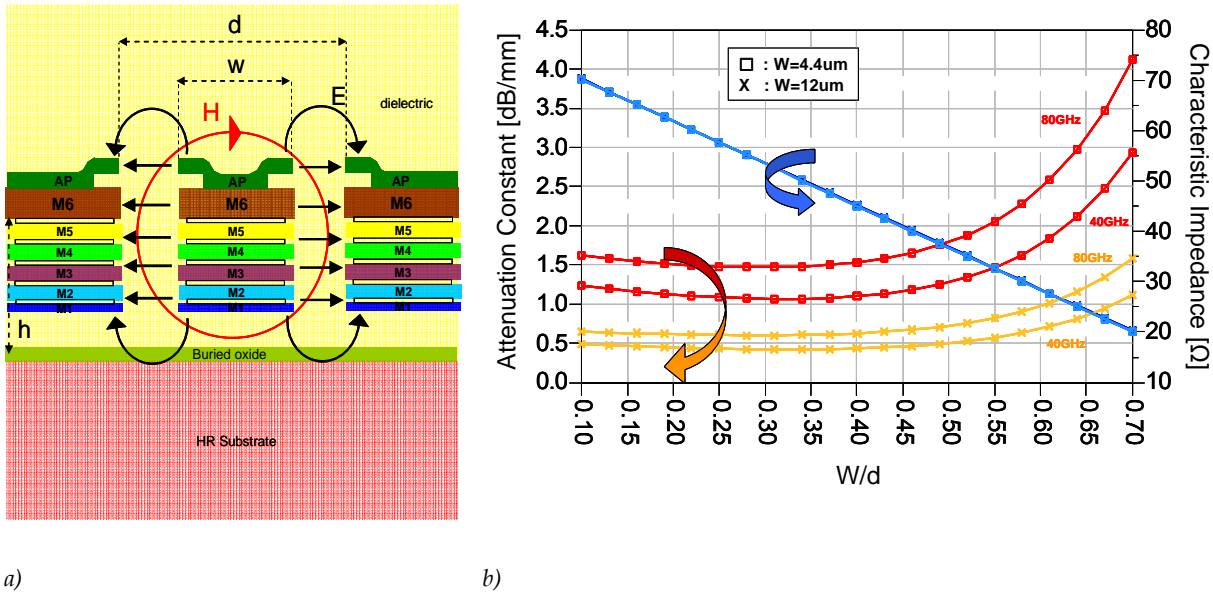 d
W
E
H
dielectric
AP AP AP
M6 M6 M6
M5 M5 M5
M4 M4 M4
M3 M3 M3
M2 M2 M2
M1 M1 M1
h
Buried oxide
HR Substrate
a)
Attenuation Constant [dB/mm]
4.5
4.0
3.5
3.0
2.5
2.0
1.5
1.0
0.5
0.0
: W=4.4um
X : W=12um
80GHz
40GHz
80GHz
40GHz
80
70
60
50
40
30
20
10
Characteristic Impedance [Ω]
0.10 0.15 0.20 0.25 0.30 0.35 0.40 0.45 0.50 0.55 0.60 0.65 0.70
W/d
b)